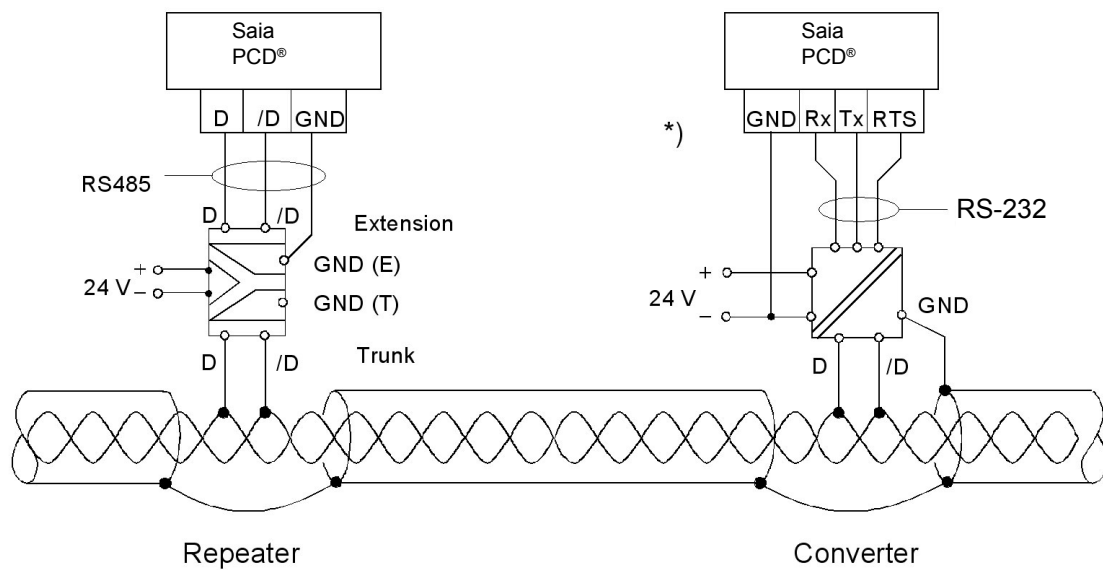 Saia
PCD®
D /D GND
RS485
D /D
Extension
GND (E)
+
24 V
−
GND (T)
D /D
Trunk
Repeater
Saia
PCD®
*)
GND Rx Tx RTS
RS-232
+
24 V
−
GND
D /D
Converter